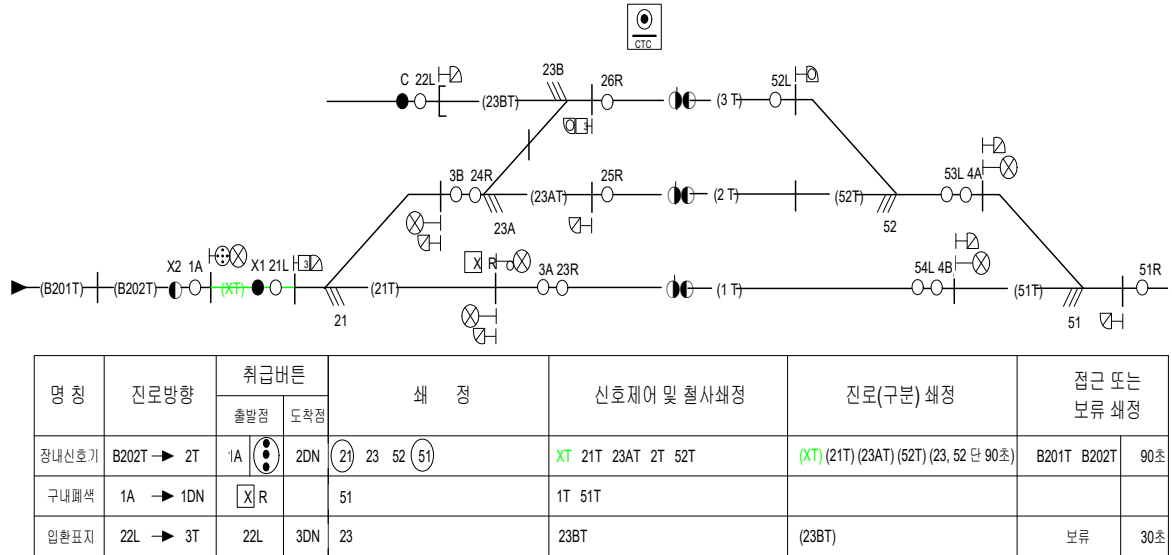 CTC
C 22L (23BT) 23B 26R (3 T) 52L
3
3B 24R (23AT) 25R (2 T) (52T) 53L 4A
23A 52
X R
(B201T) (B202T) X2 1A (XT) X1 21L 3 (21T) 3A 23R (1 T) 54L 4B (51T) 51R
21 51
명 칭 진로방향 취급버튼 쇄 정 신호제어 및 철사쇄정 진로(구분) 쇄정 접근 또는
보류 쇄정
출발점 도착점
장내신호기 B202T → 2T 1A 2DN 21 23 52 51 XT 21T 23AT 2T 52T (XT) (21T) (23AT) (52T) (23, 52 단 90초) B201T B202T 90초
구내폐색 1A → 1DN X R 51 1T 51T
입환표지 22L → 3T 22L 3DN 23 23BT (23BT) 보류 30초